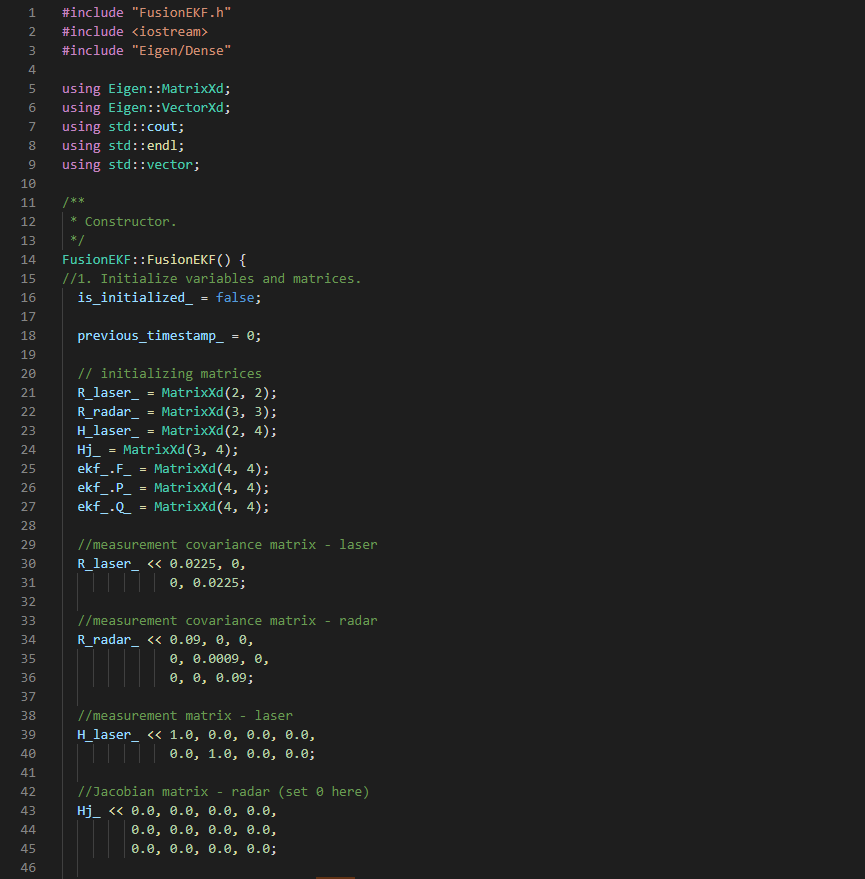 1 #include "FusionEKF.h"
2 #include <iostream>
3 #include "Eigen/Dense"
4
5 using Eigen::MatrixXd;
6 using Eigen::VectorXd;
7 using std::cout;
8 using std::endl;
9 using std::vector;
10
11 /**
12  * Constructor.
13  */
14 FusionEKF::FusionEKF() {
15 //1. Initialize variables and matrices.
16   is_initialized_ = false;
17
18   previous_timestamp_ = 0;
19
20   // initializing matrices
21   R_laser_ = MatrixXd(2, 2);
22   R_radar_ = MatrixXd(3, 3);
23   H_laser_ = MatrixXd(2, 4);
24   Hj_ = MatrixXd(3, 4);
25   ekf_.F_ = MatrixXd(4, 4);
26   ekf_.P_ = MatrixXd(4, 4);
27   ekf_.Q_ = MatrixXd(4, 4);
28
29   //measurement covariance matrix - laser
30   R_laser_ << 0.0225, 0,
31               0, 0.0225;
32
33   //measurement covariance matrix - radar
34   R_radar_ << 0.09, 0, 0,
35               0, 0.0009, 0,
36               0, 0, 0.09;
37
38   //measurement matrix - laser
39   H_laser_ << 1.0, 0.0, 0.0, 0.0,
40               0.0, 1.0, 0.0, 0.0;
41
42   //Jacobian matrix - radar (set 0 here)
43   Hj_ << 0.0, 0.0, 0.0, 0.0,
44          0.0, 0.0, 0.0, 0.0,
45          0.0, 0.0, 0.0, 0.0;
46